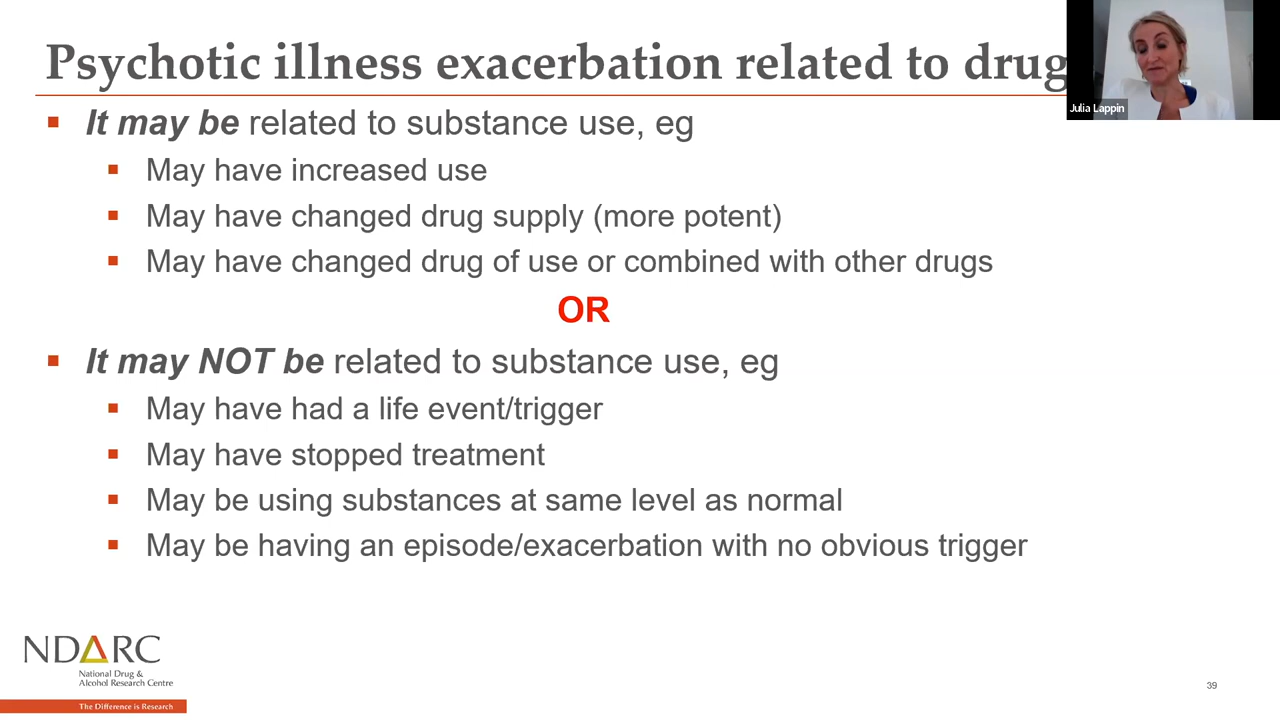 Psychotic illness exacerbation related to drug
Julia Lappin
▪ It may be related to substance use, eg
▪ May have increased use
▪ May have changed drug supply (more potent)
▪ May have changed drug of use or combined with other drugs
OR
▪ It may NOT be related to substance use, eg
▪ May have had a life event/trigger
▪ May have stopped treatment
▪ May be using substances at same level as normal
▪ May be having an episode/exacerbation with no obvious trigger
NDARC
National Drug &
Alcohol Research Centre
The Difference is Research
39